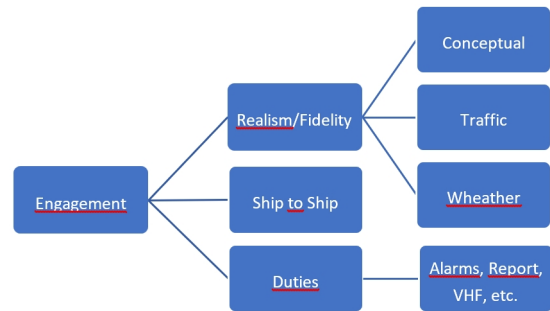 Conceptual
Realism/Fidelity
Traffic
Engagement
Ship to Ship
Wheather
Duties
Alarms, Report,
VHF, etc.